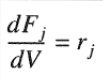 dF_j/dV = r_j